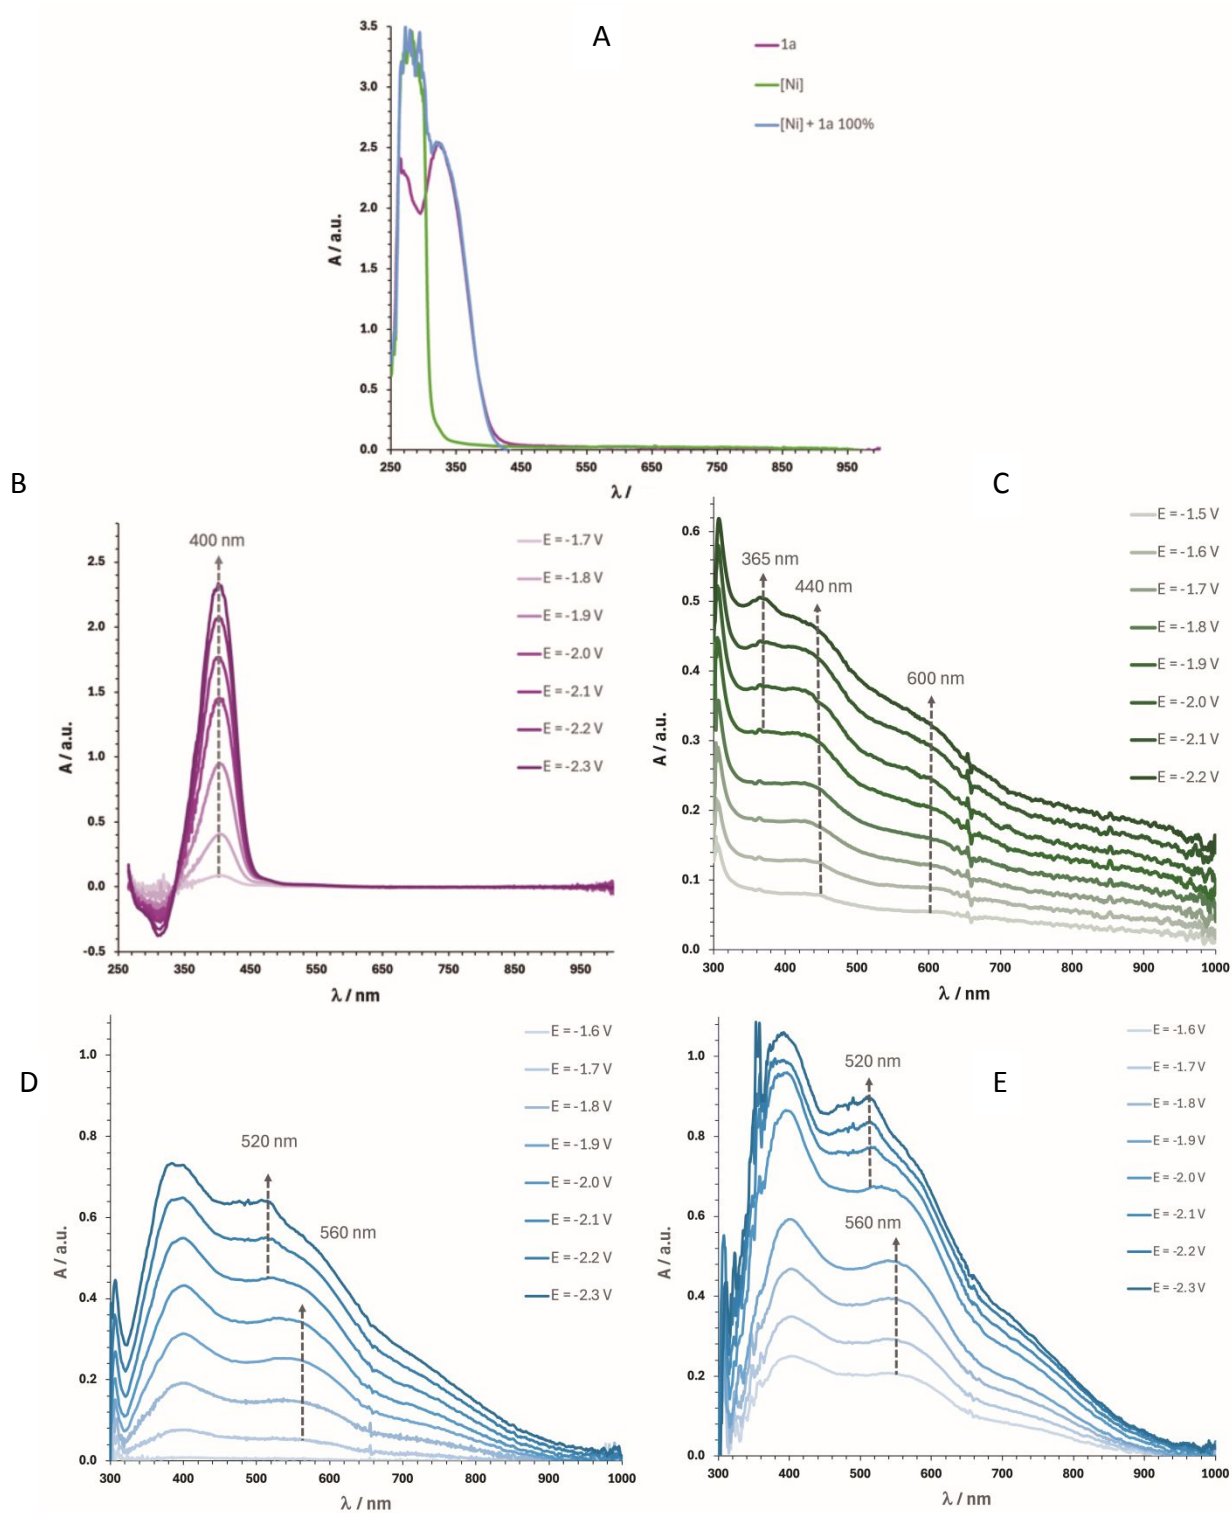 A
3.5
3.0
2.5
2.0
1.5
1.0
0.5
0.0
250 350 450 550 650 750 850 950
A / a.u.
λ /
1a
[Ni]
[Ni] + 1a 100%
B
400 nm
2.5
2.0
1.5
1.0
0.5
0.0
-0.5
250 350 450 550 650 750 850 950
A / a.u.
λ / nm
E = -1.7 V
E = -1.8 V
E = -1.9 V
E = -2.0 V
E = -2.1 V
E = -2.2 V
E = -2.3 V
C
365 nm
440 nm
600 nm
0.6
0.5
0.4
0.3
0.2
0.1
0.0
300 400 500 600 700 800 900 1000
A / a.u.
λ / nm
E = -1.5 V
E = -1.6 V
E = -1.7 V
E = -1.8 V
E = -1.9 V
E = -2.0 V
E = -2.1 V
E = -2.2 V
D
520 nm
560 nm
1.0
0.8
0.6
0.4
0.2
0.0
300 400 500 600 700 800 900 1000
A / a.u.
λ / nm
E = -1.6 V
E = -1.7 V
E = -1.8 V
E = -1.9 V
E = -2.0 V
E = -2.1 V
E = -2.2 V
E = -2.3 V
E
520 nm
560 nm
1.0
0.8
0.6
0.4
0.2
0.0
300 400 500 600 700 800 900 1000
A / a.u.
λ / nm
E = -1.6 V
E = -1.7 V
E = -1.8 V
E = -1.9 V
E = -2.0 V
E = -2.1 V
E = -2.2 V
E = -2.3 V